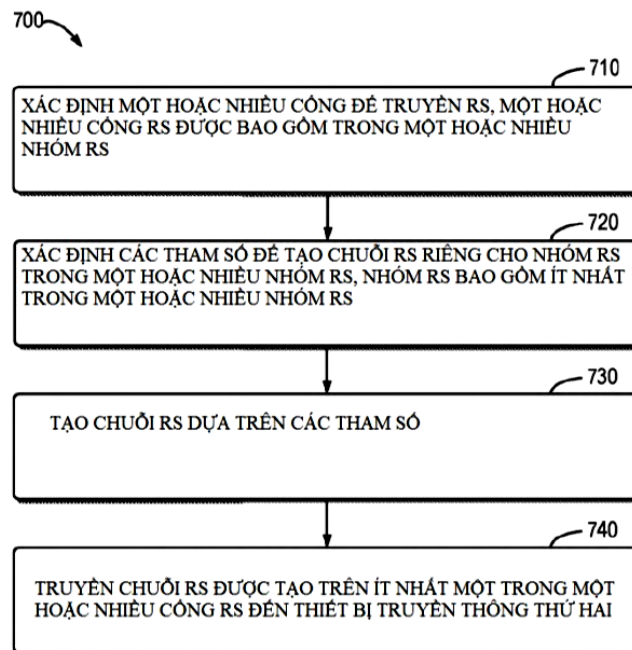 700
710
XÁC ĐỊNH MỘT HOẶC NHIỀU CỔNG ĐỂ TRUYỀN RS, MỘT HOẶC
NHIỀU CỔNG RS ĐƯỢC BAO GỒM TRONG MỘT HOẶC NHIỀU
NHÓM RS
720
XÁC ĐỊNH CÁC THAM SỐ ĐỂ TẠO CHUỖI RS RIÊNG CHO NHÓM RS
TRONG MỘT HOẶC NHIỀU NHÓM RS, NHÓM RS BAO GỒM ÍT NHẤT
TRONG MỘT HOẶC NHIỀU NHÓM RS
730
TẠO CHUỖI RS DỰA TRÊN CÁC THAM SỐ
740
TRUYỀN CHUỖI RS ĐƯỢC TẠO TRÊN ÍT NHẤT MỘT TRONG MỘT
HOẶC NHIỀU CỔNG RS ĐẾN THIẾT BỊ TRUYỀN THÔNG THỨ HAI